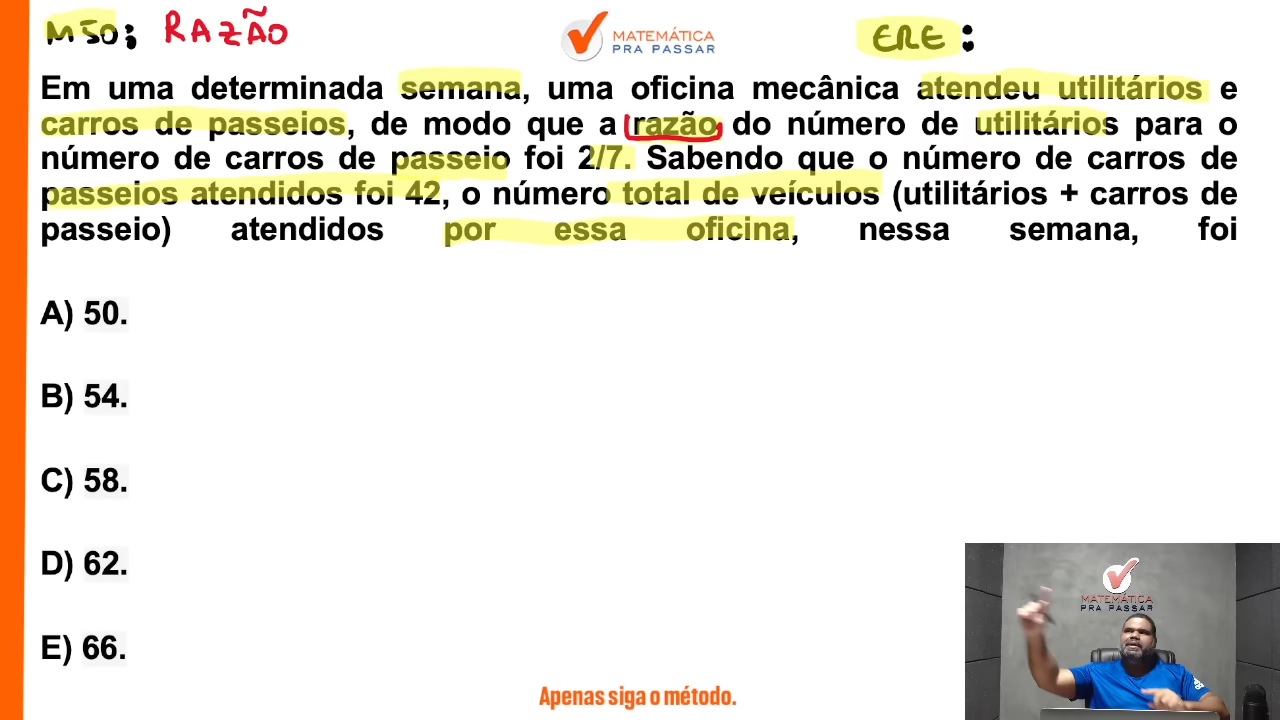 M50: RAZÃO
MATEMÁTICA
PRA PASSAR
ERE:
Em uma determinada semana, uma oficina mecânica atendeu utilitários e
carros de passeios, de modo que a razão do número de utilitários para o
número de carros de passeio foi 2/7. Sabendo que o número de carros de
passeios atendidos foi 42, o número total de veículos (utilitários + carros de
passeio) atendidos por essa oficina, nessa semana, foi
A) 50.
B) 54.
C) 58.
D) 62.
E) 66.
MATEMÁTICA
PRA PASSAR
Apenas siga o método.